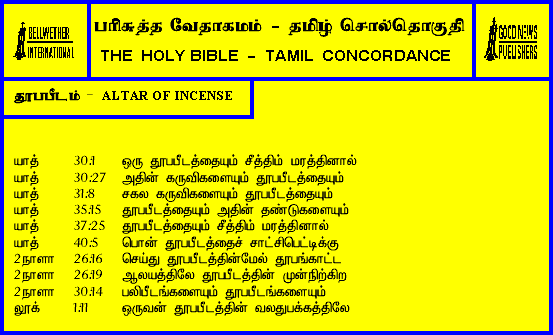 BELLWETHER
INTERNATIONAL
பரிசுத்த வேதாகமம் - தமிழ் சொல்தொகுதி
THE HOLY BIBLE - TAMIL CONCORDANCE
GOOD NEWS
PUBLISHERS
தூபபீடம் - ALTAR OF INCENSE
யாத் 30:1 ஒரு தூபபீடத்தையும் சீத்திம் மரத்தினால்
யாத் 30:27 அதின் கருவிகளையும் தூபபீடத்தையும்
யாத் 31:8 சகல கருவிகளையும் தூபபீடத்தையும்
யாத் 35:15 தூபபீடத்தையும் அதின் தண்டுகளையும்
யாத் 37:25 தூபபீடத்தையும் சீத்திம் மரத்தினால்
யாத் 40:5 பொன் தூபபீடத்தைச் சாட்சிபெட்டிக்கு
2நாளா 26:16 செய்து தூபபீடத்தின்மேல் தூபங்காட்ட
2நாளா 26:19 ஆலயத்திலே தூபபீடத்தின் முன்நிற்கிற
2நாளா 30:14 பலிபீடங்களையும் தூபபீடங்களையும்
லூக் 1:11 ஒருவன் தூபபீடத்தின் வலதுபக்கத்திலே